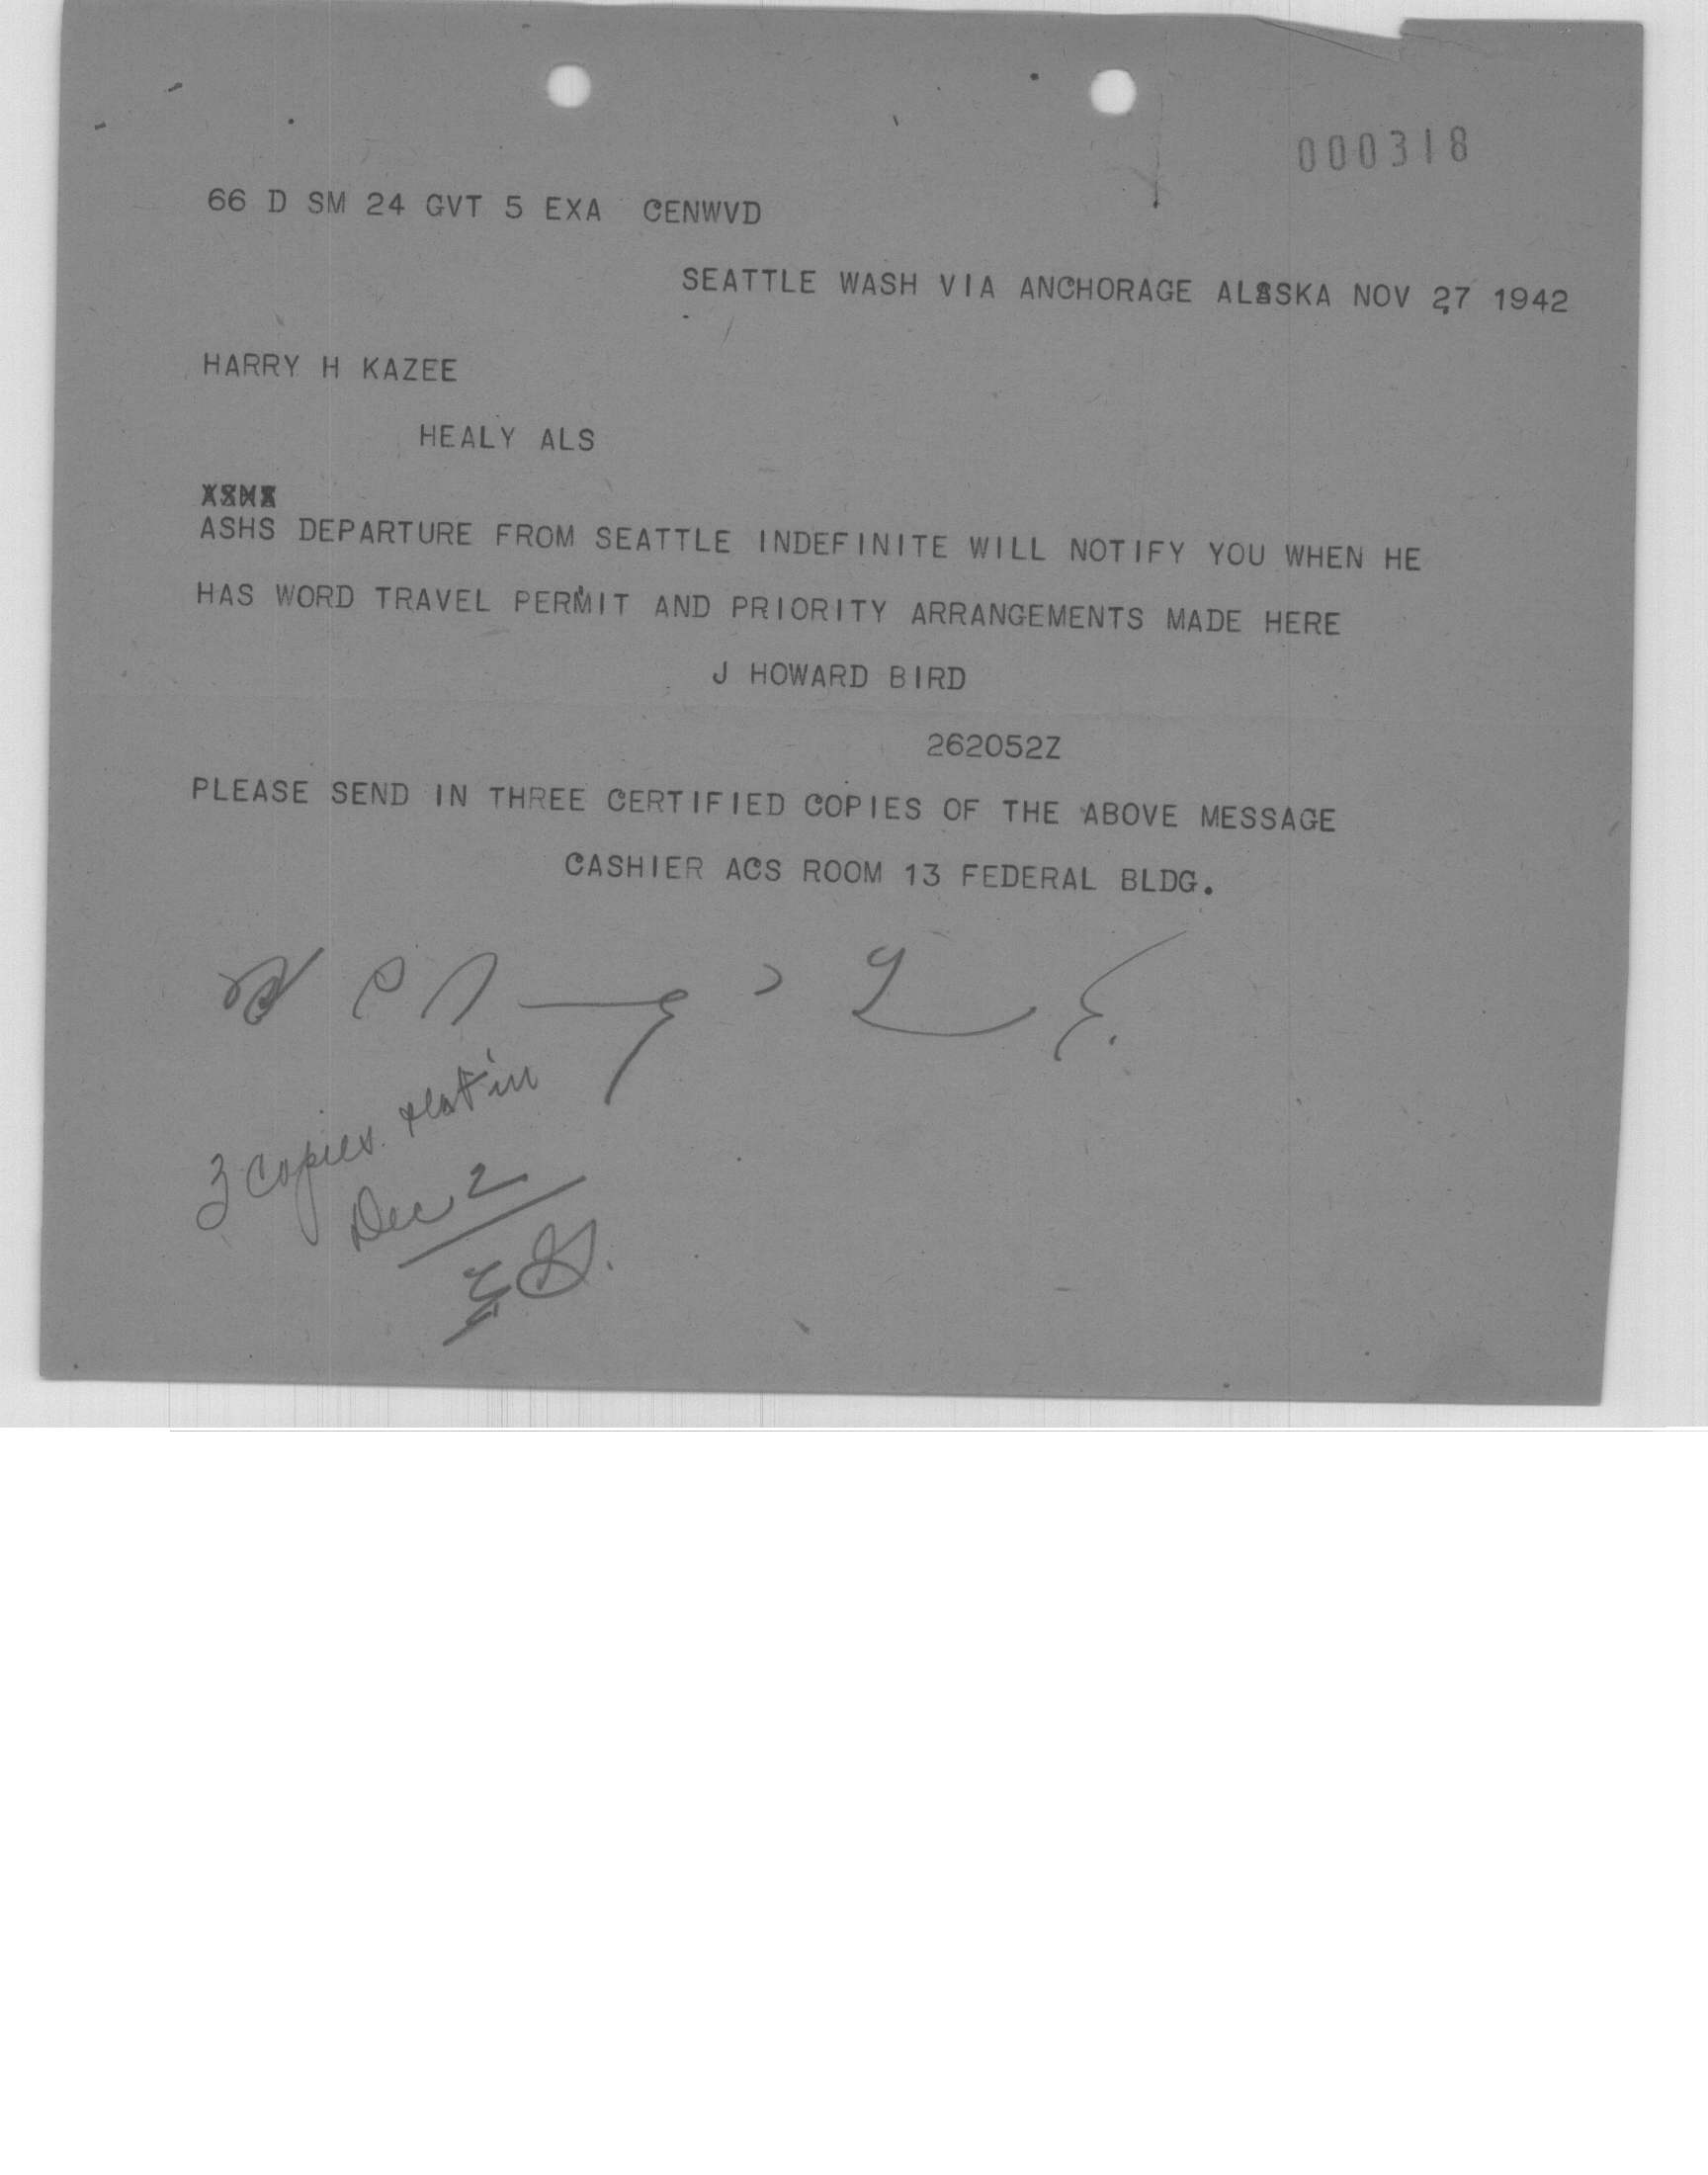 000318
66 D SM 24 GVT 5 EXA CENWVD
SEATTLE WASH VIA ANCHORAGE ALASKA NOV 27 1942
HARRY H KAZEE
HEALY ALS
ASHS DEPARTURE FROM SEATTLE INDEFINITE WILL NOTIFY YOU WHEN HE
HAS WORD TRAVEL PERMIT AND PRIORITY ARRANGEMENTS MADE HERE
J HOWARD BIRD
262052Z
PLEASE SEND IN THREE CERTIFIED COPIES OF THE ABOVE MESSAGE
CASHIER ACS ROOM 13 FEDERAL BLDG.
3 copies in
Dec 2